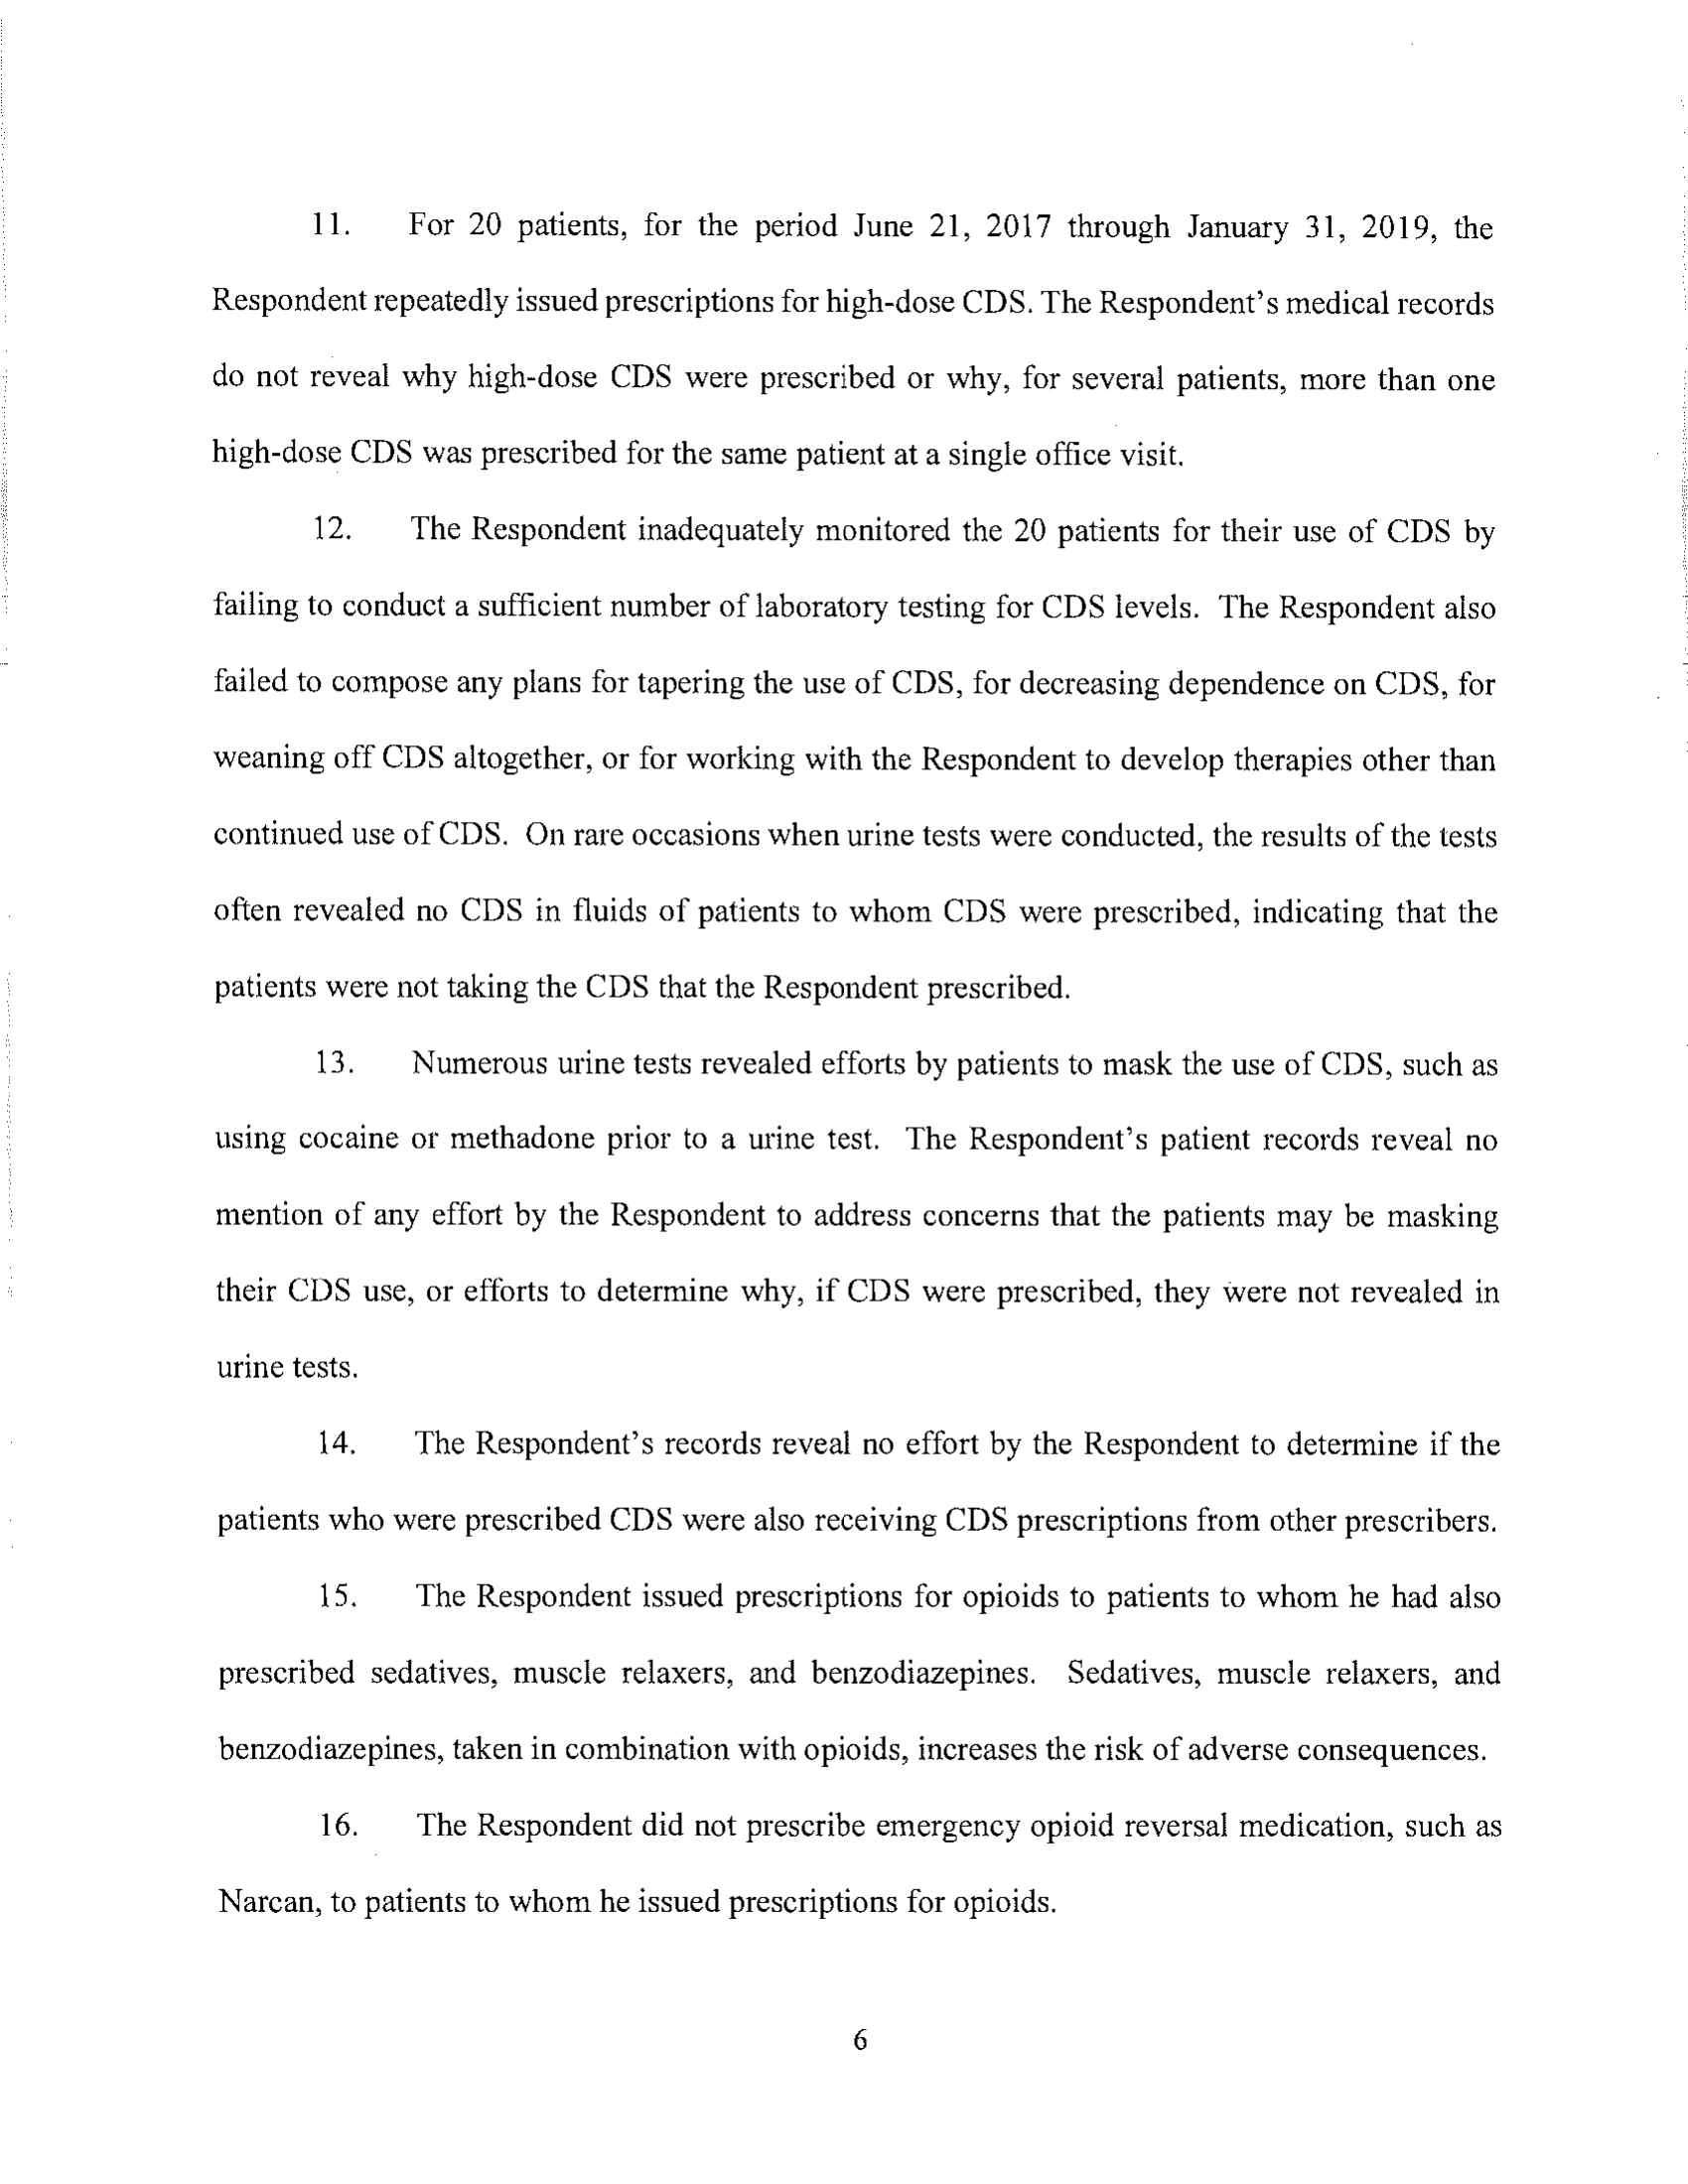 11. For 20 patients, for the period June 21, 2017 through January 31, 2019, the
Respondent repeatedly issued prescriptions for high-dose CDS. The Respondent's medical records
do not reveal why high-dose CDS were prescribed or why, for several patients, more than one
high-dose CDS was prescribed for the same patient at a single office visit.
12. The Respondent inadequately monitored the 20 patients for their use of CDS by
failing to conduct a sufficient number of laboratory testing for CDS levels. The Respondent also
failed to compose any plans for tapering the use of CDS, for decreasing dependence on CDS, for
weaning off CDS altogether, or for working with the Respondent to develop therapies other than
continued use of CDS. On rare occasions when urine tests were conducted, the results of the tests
often revealed no CDS in fluids of patients to whom CDS were prescribed, indicating that the
patients were not taking the CDS that the Respondent prescribed.
13. Numerous urine tests revealed efforts by patients to mask the use of CDS, such as
using cocaine or methadone prior to a urine test. The Respondent's patient records reveal no
mention of any effort by the Respondent to address concerns that the patients may be masking
their CDS use, or efforts to determine why, if CDS were prescribed, they were not revealed in
urine tests.
14. The Respondent's records reveal no effort by the Respondent to determine if the
patients who were prescribed CDS were also receiving CDS prescriptions from other prescribers.
15. The Respondent issued prescriptions for opioids to patients to whom he had also
prescribed sedatives, muscle relaxers, and benzodiazepines. Sedatives, muscle relaxers, and
benzodiazepines, taken in combination with opioids, increases the risk of adverse consequences.
16. The Respondent did not prescribe emergency opioid reversal medication, such as
Narcan, to patients to whom he issued prescriptions for opioids.
6